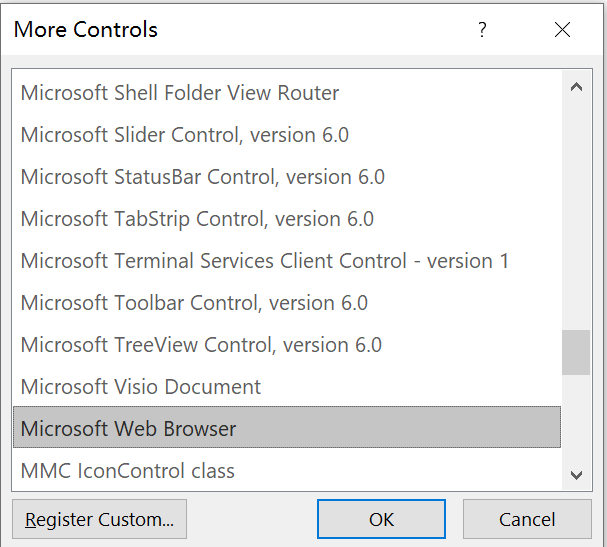 More Controls
?
Microsoft Shell Folder View Router
Microsoft Slider Control, version 6.0
Microsoft StatusBar Control, version 6.0
Microsoft TabStrip Control, version 6.0
Microsoft Terminal Services Client Control - version 1
Microsoft Toolbar Control, version 6.0
Microsoft TreeView Control, version 6.0
Microsoft Visio Document
Microsoft Web Browser
MMC IconControl class
Register Custom... OK Cancel